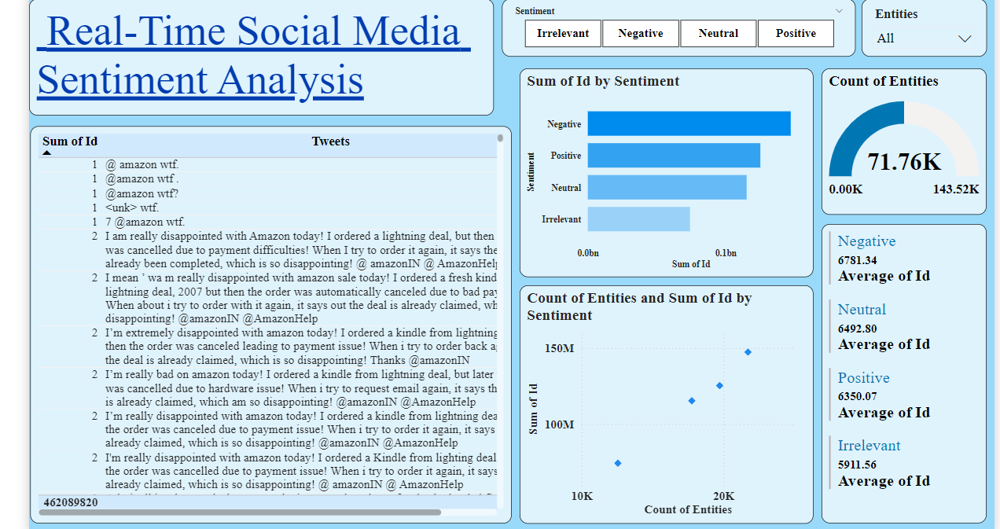 Real-Time Social Media
Sentiment Analysis
Sentiment
Irrelevant
Negative
Neutral
Positive
Entities
All
Sum of Id
Tweets
1 @ amazon wtf.
1 @amazon wtf .
1 @amazon wtf?
1 <unk> wtf.
1 7 @amazon wtf.
2 I am really disappointed with Amazon today! I ordered a lightning deal, but then
was cancelled due to payment difficulties! When I try to order it again, it says the
already been completed, which is so disappointing! @ amazonIN @ AmazonHelp
2 I mean ’ wa m really disappointed with amazon sale today! I ordered a fresh kind
lightning deal, 2007 but then the order was automatically canceled due to bad pay
When about i try to order with it again, it says out the deal is already claimed, wh
disappointing! @amazonIN @AmazonHelp
2 I’m extremely disappointed with amazon today! I ordered a kindle from lightning
then the order was canceled leading to payment issue! When i try to order back ag
the deal is already claimed, which is so disappointing! Thanks @amazonIN
2 I’m really bad on amazon today! I ordered a kindle from lightning deal, but later
was cancelled due to hardware issue! When i try to request email again, it says th
is already claimed, which am so disappointing! @amazonIN @AmazonHelp
2 I’m really disappointed with amazon today! I ordered a kindle from lightning dea
the order was canceled due to payment issue! When i try to order it again, it says
already claimed, which is so disappointing! @amazonIN @AmazonHelp
2 I'm really disappointed with amazon today! I ordered a Kindle from lighting deal
the order was cancelled due to payment issue! When i try to order it again, it says
already claimed, which is so disappointing! @ amazonIN @ AmazonHelp
462089820
Sum of Id by Sentiment
Sentiment
Negative
Positive
Neutral
Irrelevant
0.0bn
0.1bn
Sum of Id
Count of Entities
71.76K
0.00K
143.52K
Count of Entities and Sum of Id by
Sentiment
Sum of Id
150M
100M
10K
20K
Count of Entities
Negative
6781.34
Average of Id
Neutral
6492.80
Average of Id
Positive
6350.07
Average of Id
Irrelevant
5911.56
Average of Id